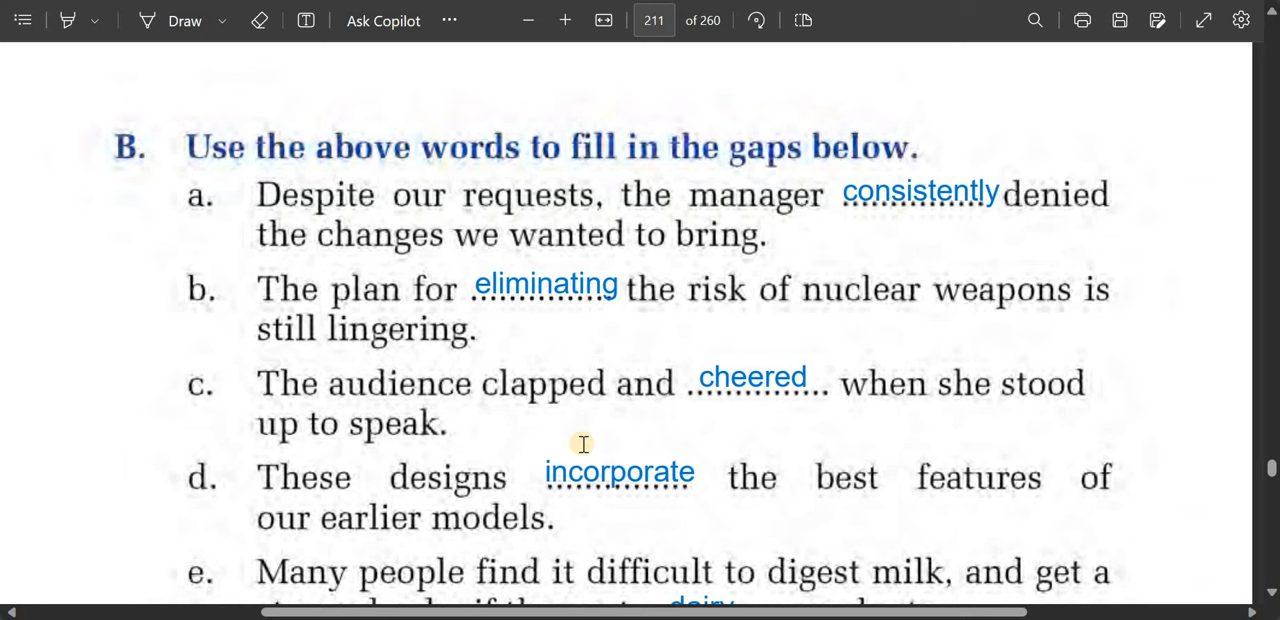 Draw Ask Copilot ... 211 of 260
B. Use the above words to fill in the gaps below.
a. Despite our requests, the manager consistently denied
the changes we wanted to bring.
b. The plan for eliminating the risk of nuclear weapons is
still lingering.
c. The audience clapped and cheered when she stood
up to speak.
d. These designs incorporate the best features of
our earlier models.
e. Many people find it difficult to digest milk, and get a
dairy